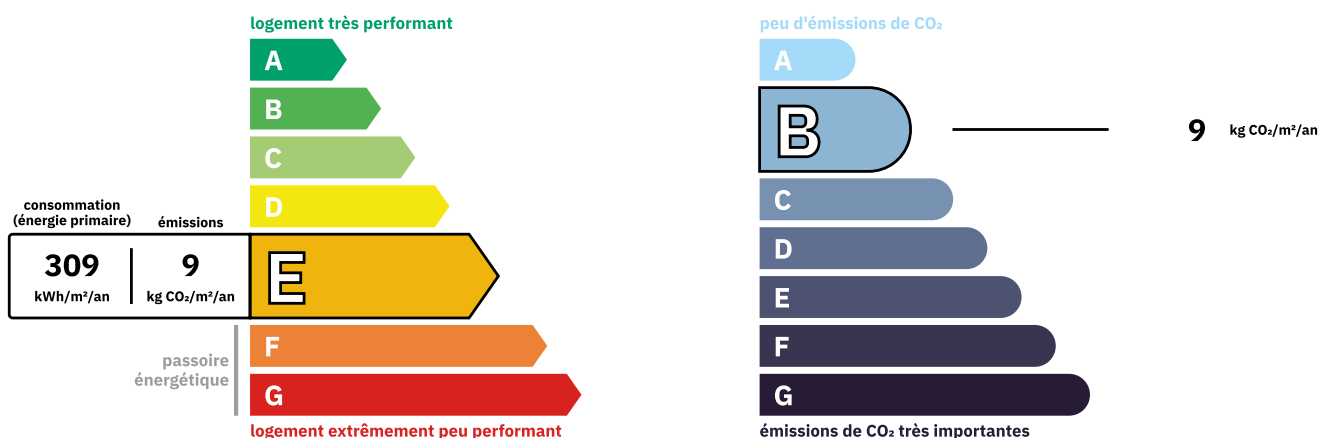 logement très performant
A
B
C
D
consommation
(énergie primaire)
émissions
309
kWh/m²/an
9
kg CO₂/m²/an
E
passoire
énergétique
F
G
logement extrêmement peu performant
peu d'émissions de CO₂
A
B
9
kg CO₂/m²/an
C
D
E
F
G
émissions de CO₂ très importantes